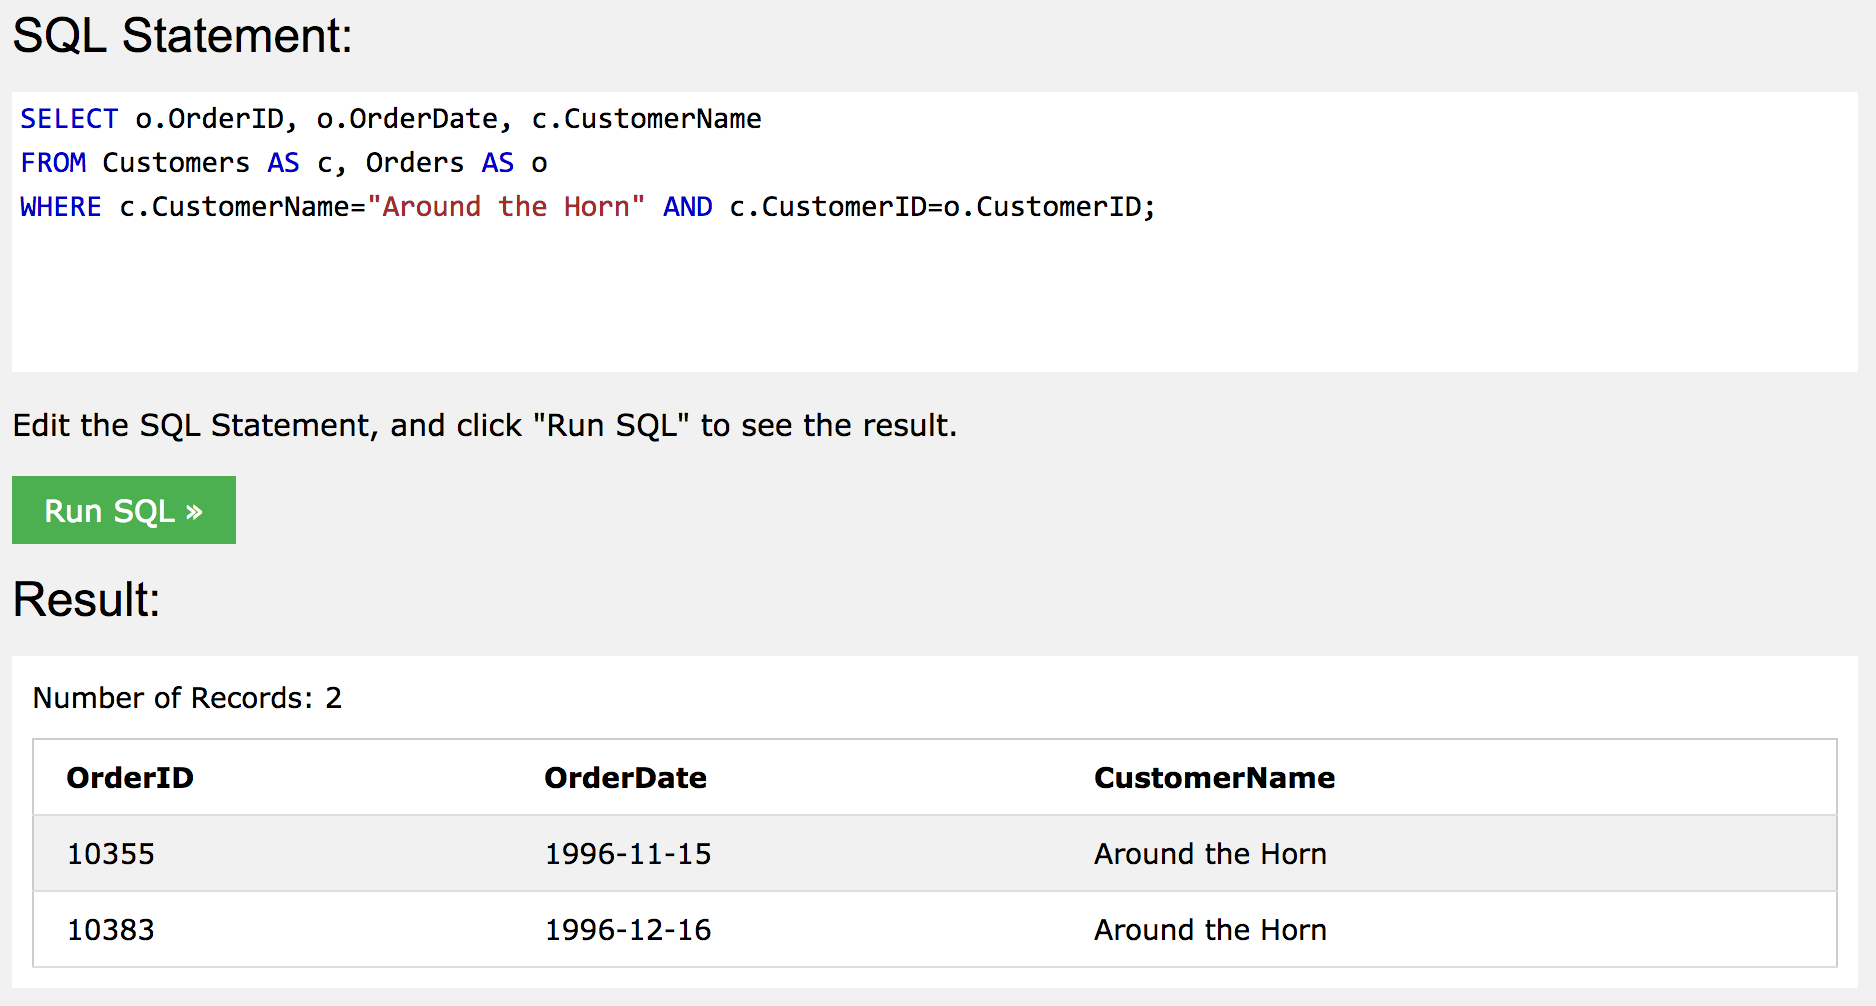 SQL Statement:
SELECT o.OrderID, o.OrderDate, c.CustomerName
FROM Customers AS c, Orders AS o
WHERE c.CustomerName="Around the Horn" AND c.CustomerID=o.CustomerID;
Edit the SQL Statement, and click "Run SQL" to see the result.
Run SQL »
Result:
Number of Records: 2
OrderID OrderDate CustomerName
10355 1996-11-15 Around the Horn
10383 1996-12-16 Around the Horn